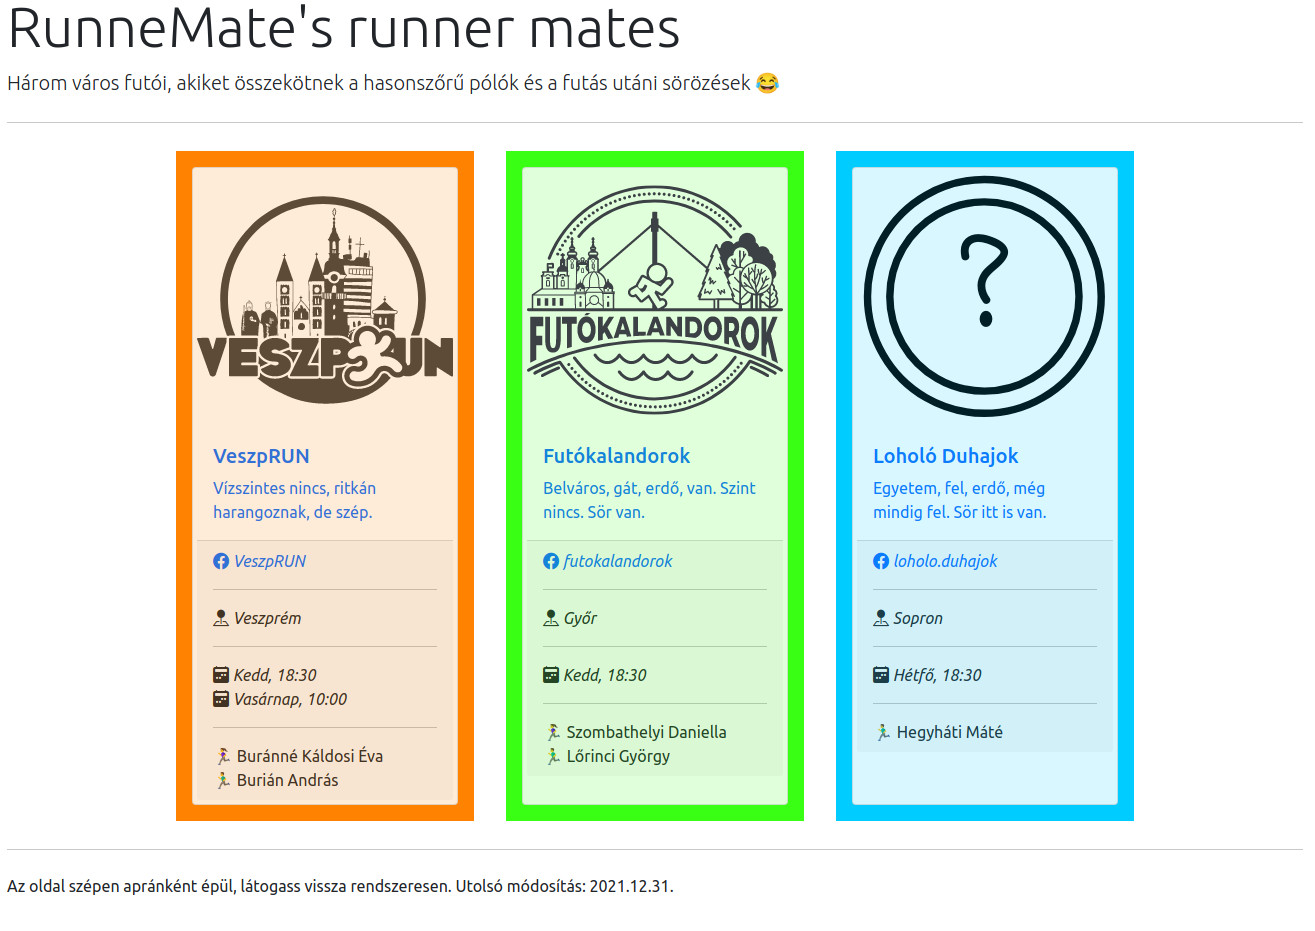 RunneMate's runner mates
Három város futói, akiket összekötnek a hasonszőrű pólók és a futás utáni sörözések 😂
VESZPRUN
VeszpRUN
Vízszintes nincs, ritkán
harangoznak, de szép.
VeszpRUN
Veszprém
Kedd, 18:30
Vasárnap, 10:00
Buránné Káldosi Éva
Burián András
FUTÓKALANDOROK
Futókalandorok
Belváros, gát, erdő, van. Szint
nincs. Sör van.
futokalandorok
Győr
Kedd, 18:30
Szombathelyi Daniella
Lőrinci György
?
Loholó Duhajok
Egyetem, fel, erdő, még
mindig fel. Sör itt is van.
loholo.duhajok
Sopron
Hétfő, 18:30
Hegyháti Máté
Az oldal szépen apránként épül, látogass vissza rendszeresen. Utolsó módosítás: 2021.12.31.